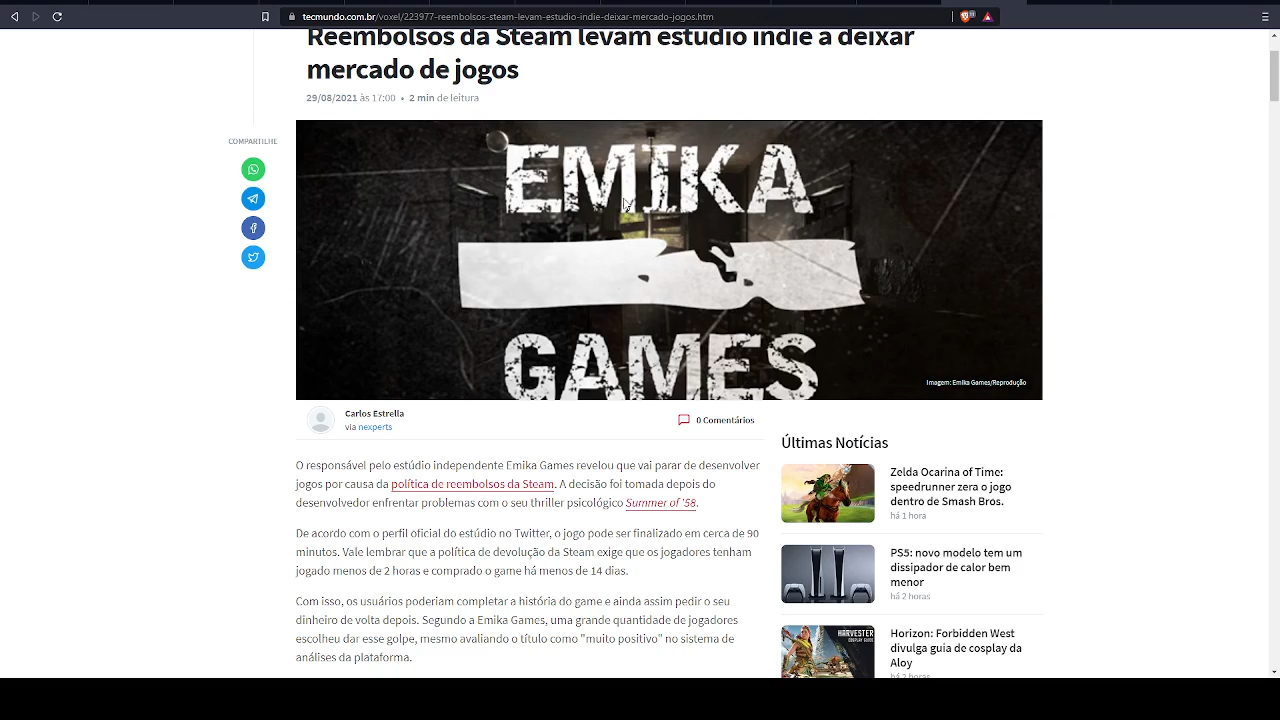 tecmundo.com.br/voxel/223977-reembolsos-steam-levam-estudio-indie-deixar-mercado-jogos.htm
Reembolsos da Steam levam estúdio indie a deixar
mercado de jogos
29/08/2021 às 17:00 • 2 min de leitura
COMPARTILHE
EMIKA
GAMES
Imagem: Emika Games/Reprodução
Carlos Estrella
via nexperts
0 Comentários
O responsável pelo estúdio independente Emika Games revelou que vai parar de desenvolver
jogos por causa da política de reembolsos da Steam. A decisão foi tomada depois do
desenvolvedor enfrentar problemas com o seu thriller psicológico Summer of '58.
De acordo com o perfil oficial do estúdio no Twitter, o jogo pode ser finalizado em cerca de 90
minutos. Vale lembrar que a política de devolução da Steam exige que os jogadores tenham
jogado menos de 2 horas e comprado o game há menos de 14 dias.
Com isso, os usuários poderiam completar a história do game e ainda assim pedir o seu
dinheiro de volta depois. Segundo a Emika Games, uma grande quantidade de jogadores
escolheu dar esse golpe, mesmo avaliando o título como "muito positivo" no sistema de
análises da plataforma.
Últimas Notícias
Zelda Ocarina of Time:
speedrunner zera o jogo
dentro de Smash Bros.
há 1 hora
PS5: novo modelo tem um
dissipador de calor bem
menor
há 2 horas
HARVESTER
Horizon: Forbidden West
divulga guia de cosplay da
Aloy
há 2 horas